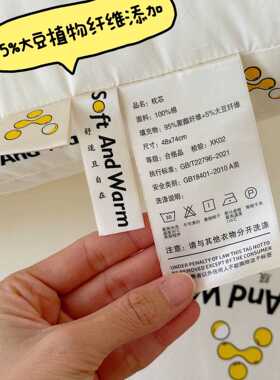 5%大豆植物纤维添加
Soft And Warm
舒适且自在
And
品名：枕芯
面料：100%棉
填充物：95%聚酯纤维+5%大豆纤维
尺寸：48x74cm
等级：合格品 检验：XK02
执行标准：GB/T22796-2021
安全类别：GB18401-2010 A类
洗涤说明：
注意：请与其他衣物分开洗涤
UNDER PENALTY OF LAW THIS TAG NOT TO
BE REMOVED EXCEPT BY THE CONSUMER
And W